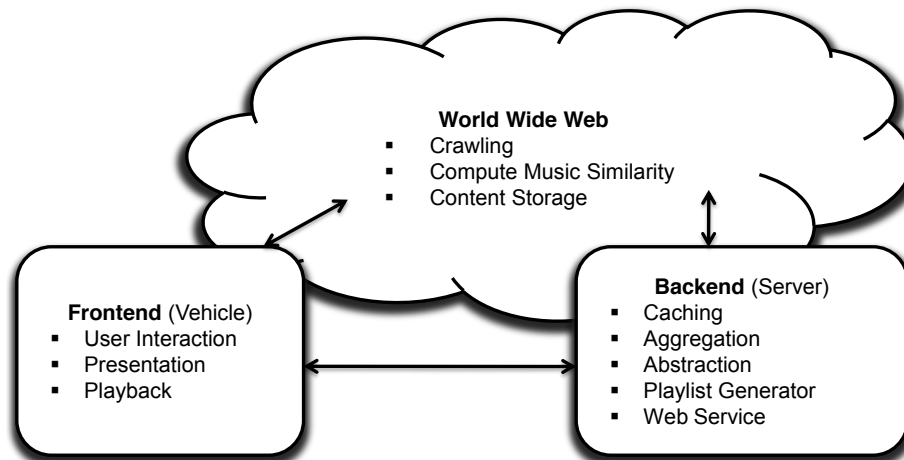 World Wide Web
▪ Crawling
▪ Compute Music Similarity
▪ Content Storage
Frontend (Vehicle)
▪ User Interaction
▪ Presentation
▪ Playback
Backend (Server)
▪ Caching
▪ Aggregation
▪ Abstraction
▪ Playlist Generator
▪ Web Service